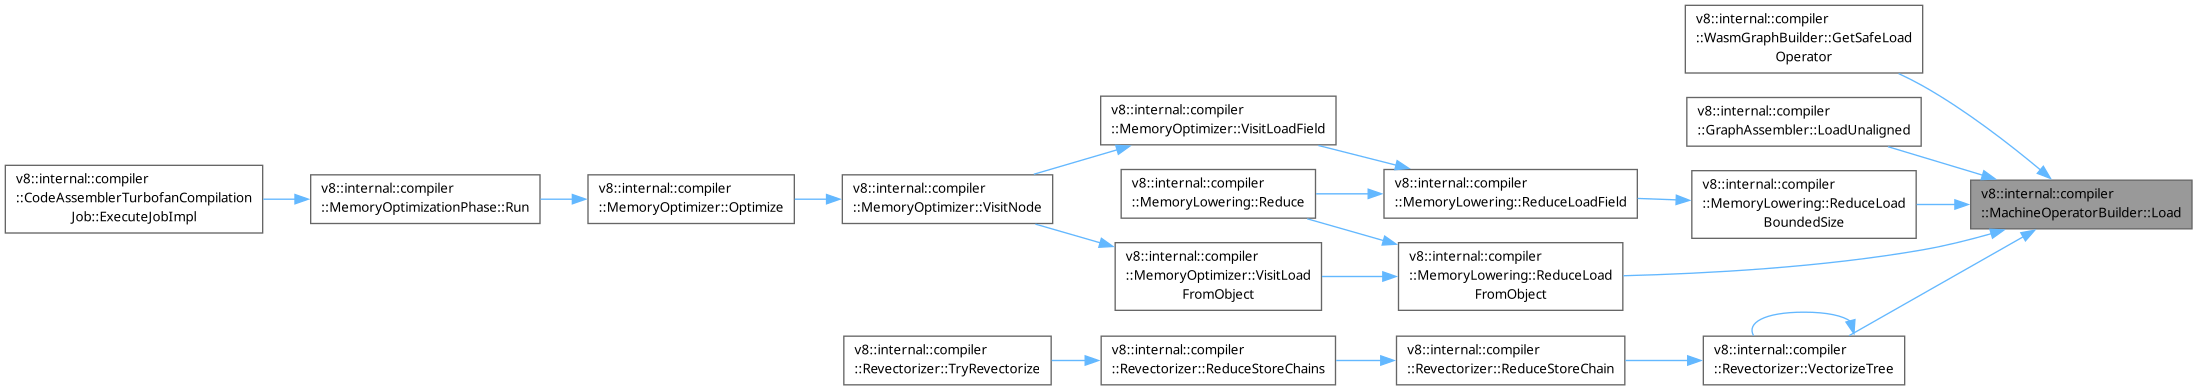 v8::internal::compiler
::WasmGraphBuilder::GetSafeLoad
Operator
v8::internal::compiler
::MemoryOptimizer::VisitLoadField
v8::internal::compiler
::GraphAssembler::LoadUnaligned
v8::internal::compiler
::CodeAssemblerTurbofanCompilation
Job::ExecuteJobImpl
v8::internal::compiler
::MemoryOptimizationPhase::Run
v8::internal::compiler
::MemoryOptimizer::Optimize
v8::internal::compiler
::MemoryOptimizer::VisitNode
v8::internal::compiler
::MemoryLowering::Reduce
v8::internal::compiler
::MemoryLowering::ReduceLoadField
v8::internal::compiler
::MemoryLowering::ReduceLoad
BoundedSize
v8::internal::compiler
::MachineOperatorBuilder::Load
v8::internal::compiler
::MemoryOptimizer::VisitLoad
FromObject
v8::internal::compiler
::MemoryLowering::ReduceLoad
FromObject
v8::internal::compiler
::Revectorizer::TryRevectorize
v8::internal::compiler
::Revectorizer::ReduceStoreChains
v8::internal::compiler
::Revectorizer::ReduceStoreChain
v8::internal::compiler
::Revectorizer::VectorizeTree